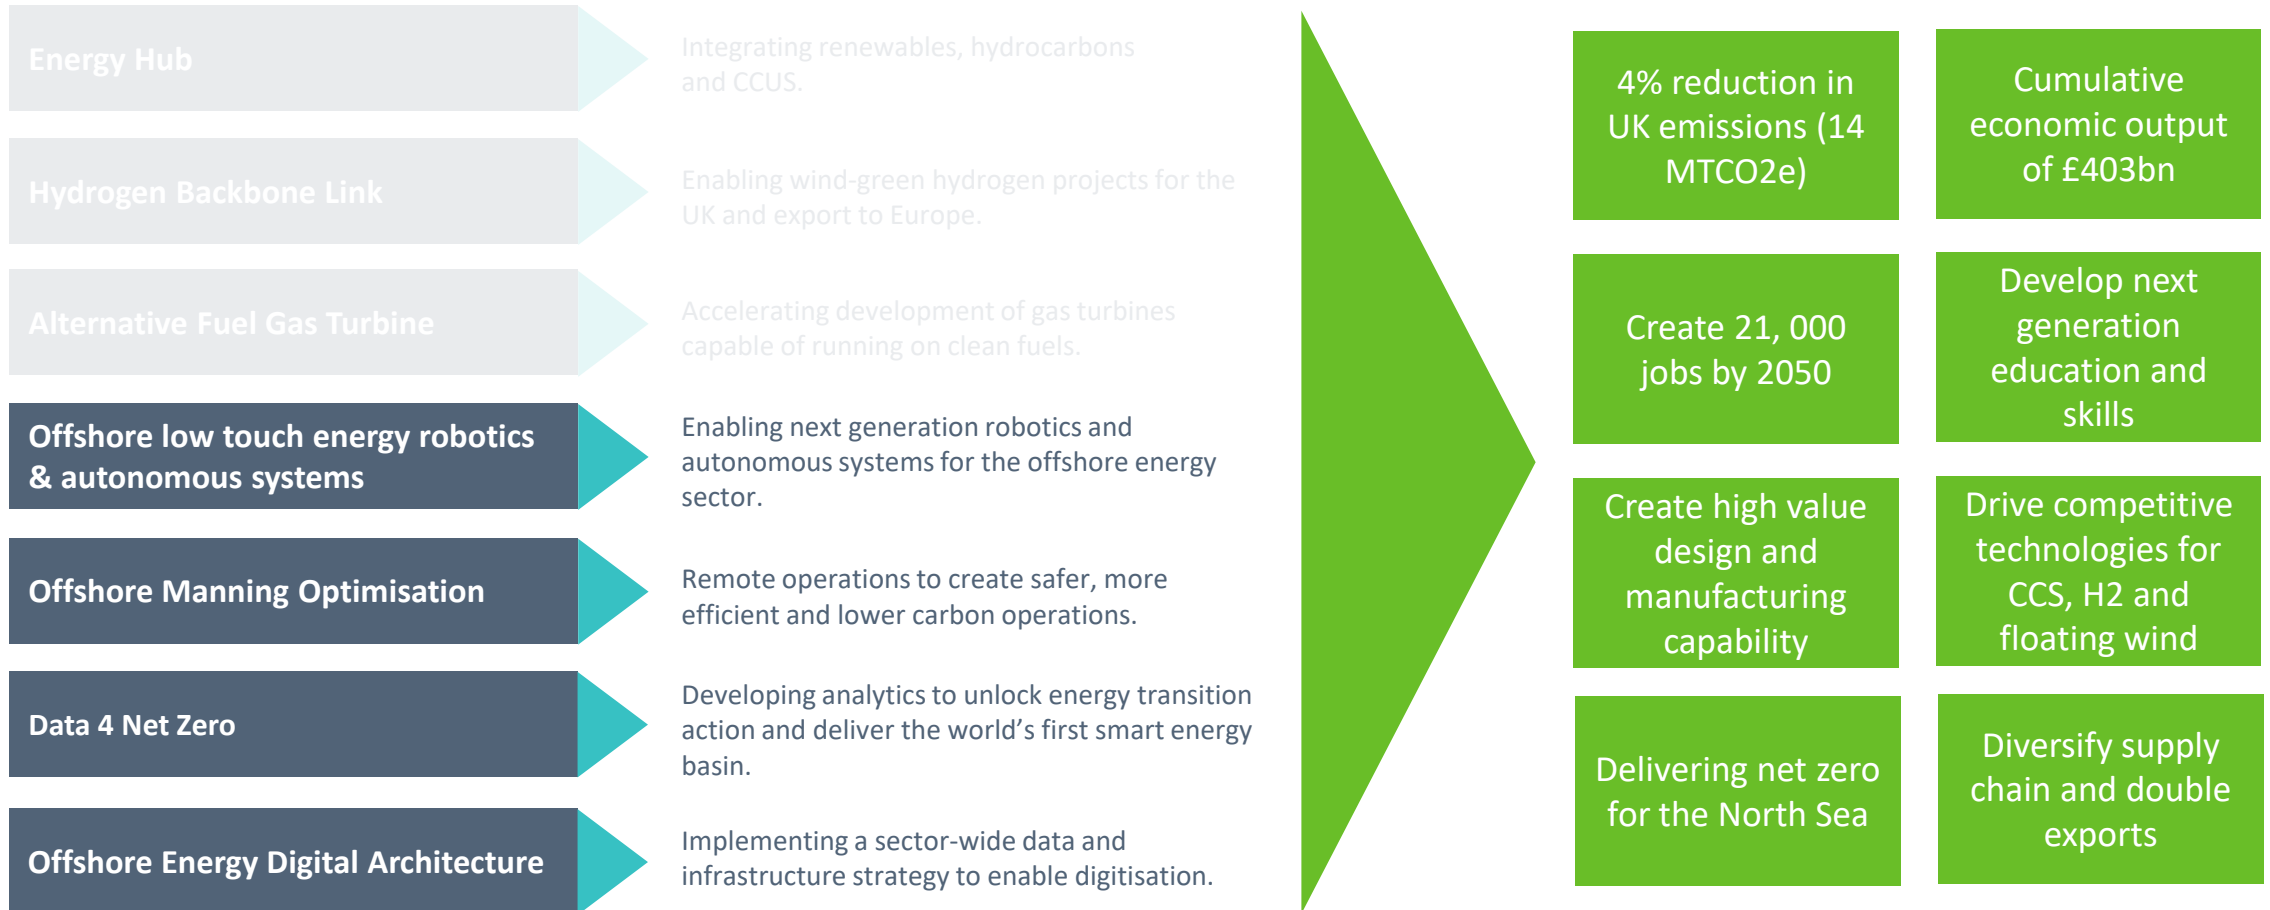 Energy Hub
Integrating renewables, hydrocarbons
and CCUS.
Hydrogen Backbone Link
Enabling wind-green hydrogen projects for the
UK and export to Europe.
Alternative Fuel Gas Turbine
Accelerating development of gas turbines
capable of running on clean fuels.
Offshore low touch energy robotics
& autonomous systems
Enabling next generation robotics and
autonomous systems for the offshore energy
sector.
Offshore Manning Optimisation
Remote operations to create safer, more
efficient and lower carbon operations.
Data 4 Net Zero
Developing analytics to unlock energy transition
action and deliver the world’s first smart energy
basin.
Offshore Energy Digital Architecture
Implementing a sector-wide data and
infrastructure strategy to enable digitisation.
4% reduction in
UK emissions (14
MTCO2e)
Cumulative
economic output
of £403bn
Create 21, 000
jobs by 2050
Develop next
generation
education and
skills
Create high value
design and
manufacturing
capability
Drive competitive
technologies for
CCS, H2 and
floating wind
Delivering net zero
for the North Sea
Diversify supply
chain and double
exports